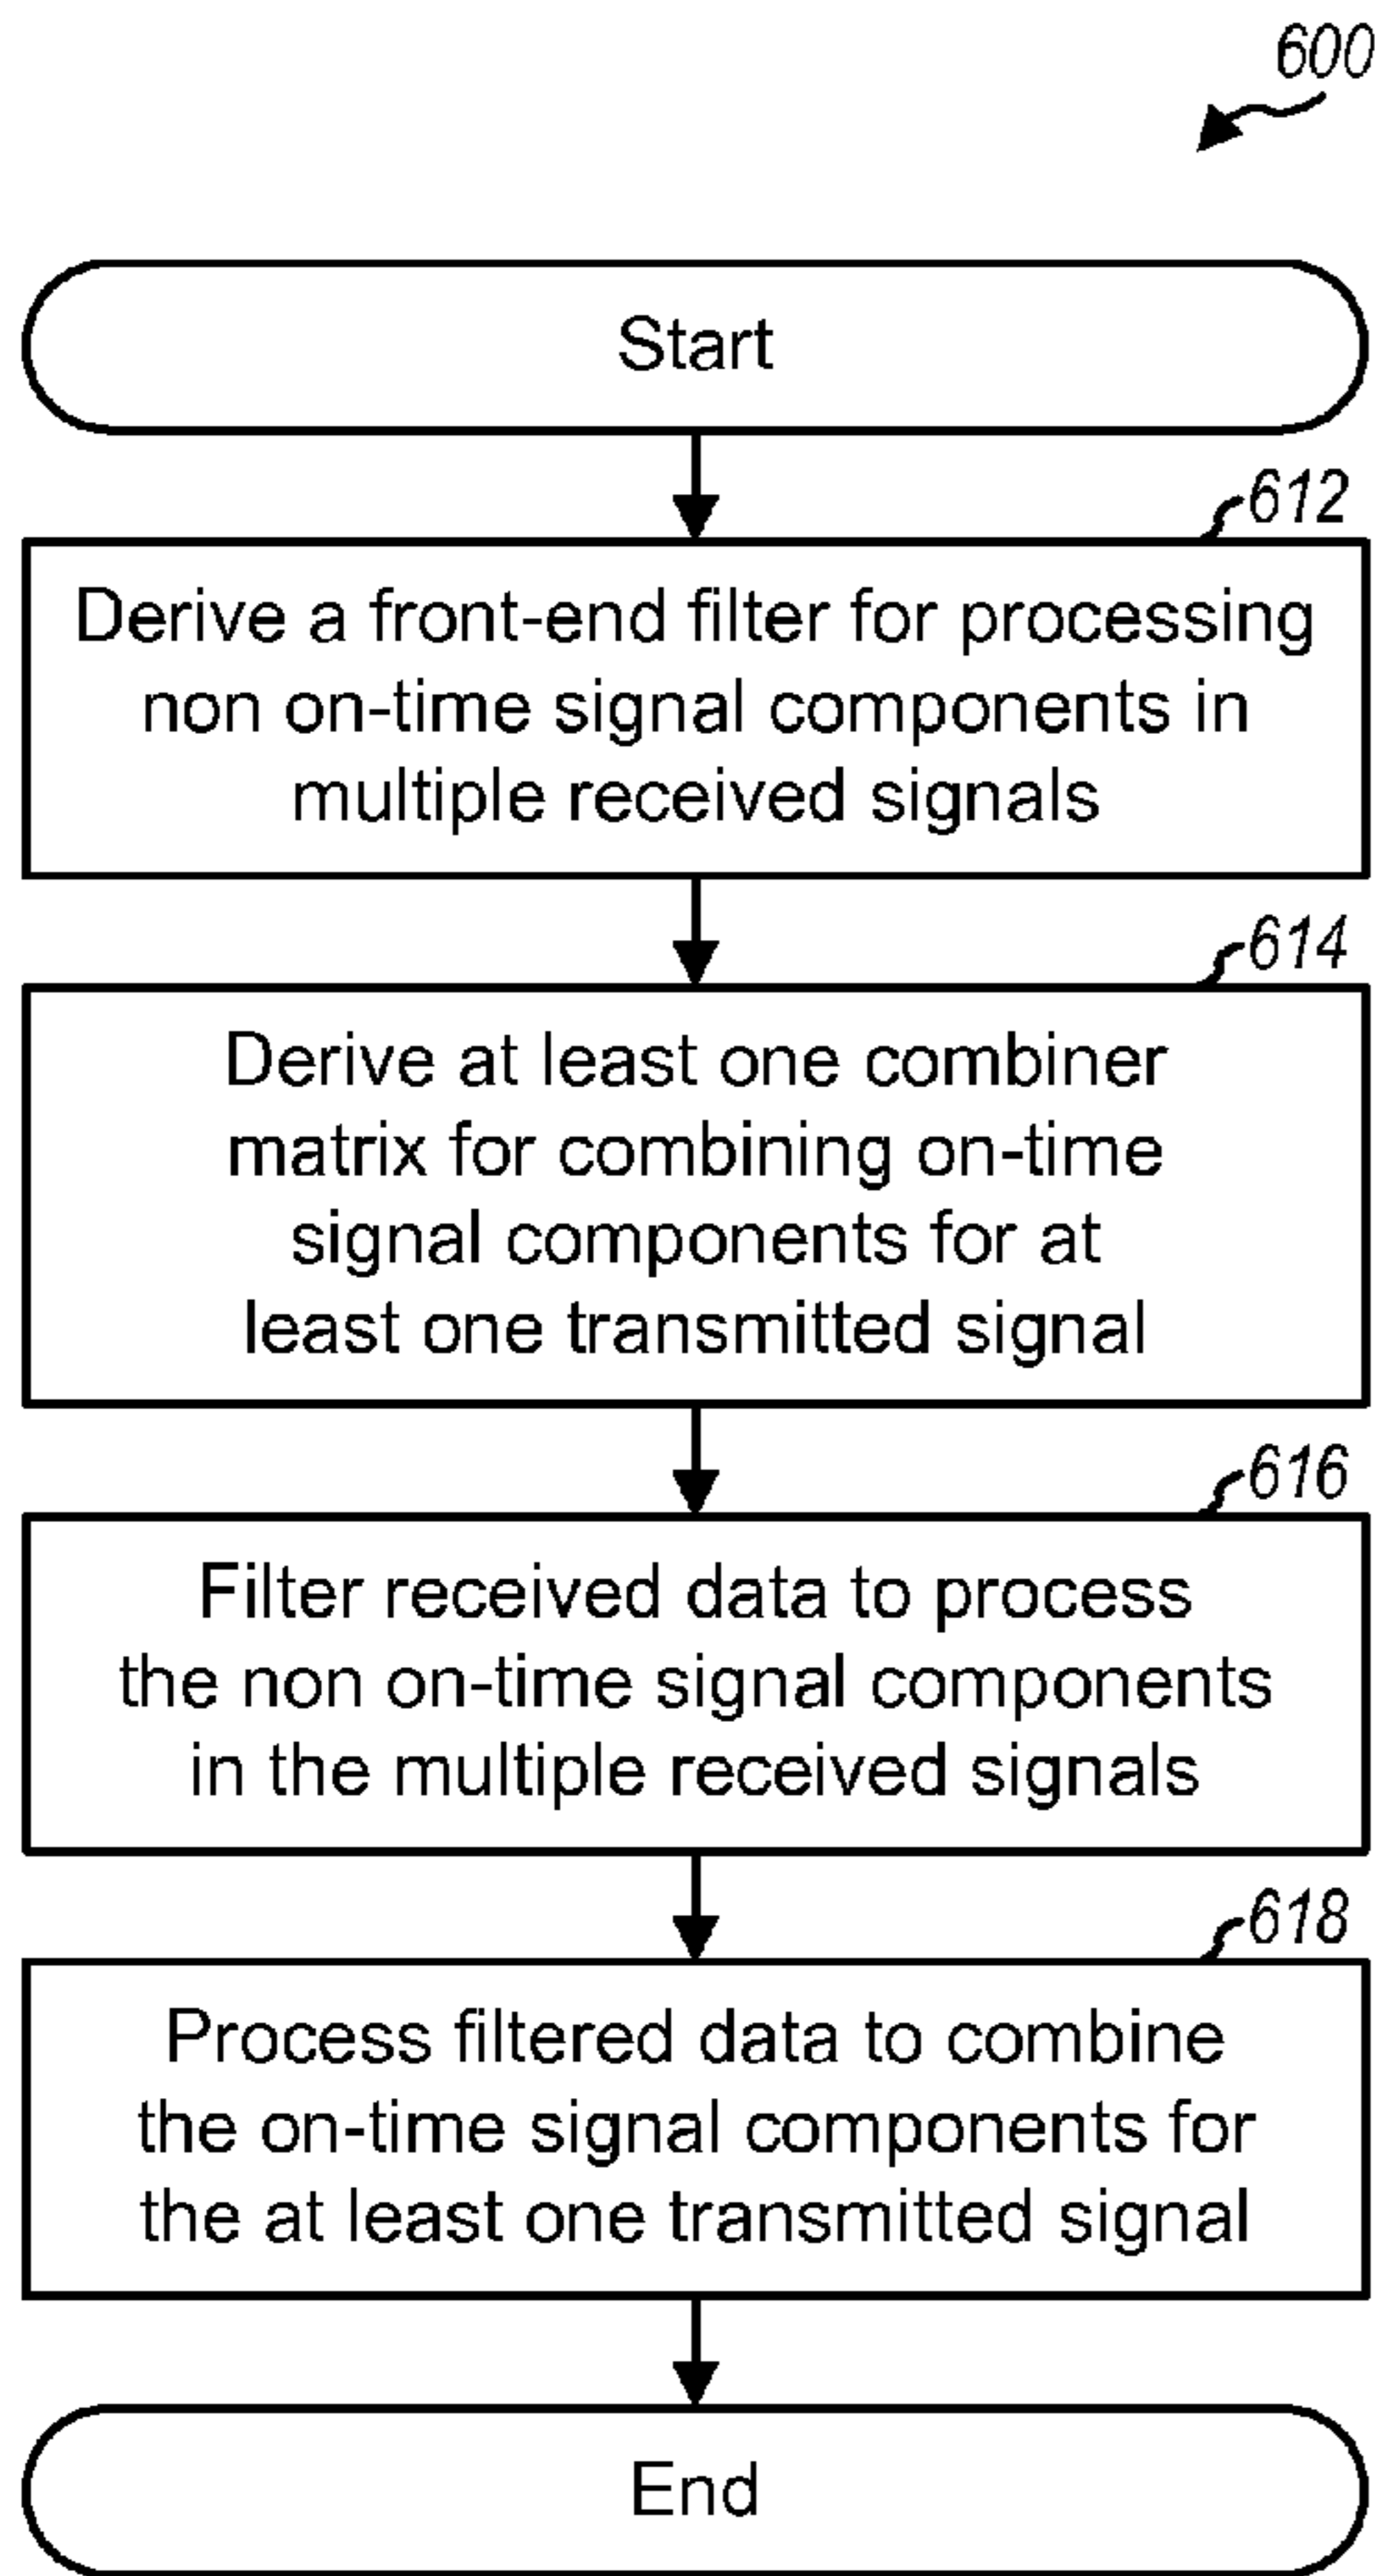 600
Start
612
Derive a front-end filter for processing
non on-time signal components in
multiple received signals
614
Derive at least one combiner
matrix for combining on-time
signal components for at
least one transmitted signal
616
Filter received data to process
the non on-time signal components
in the multiple received signals
618
Process filtered data to combine
the on-time signal components for
the at least one transmitted signal
End